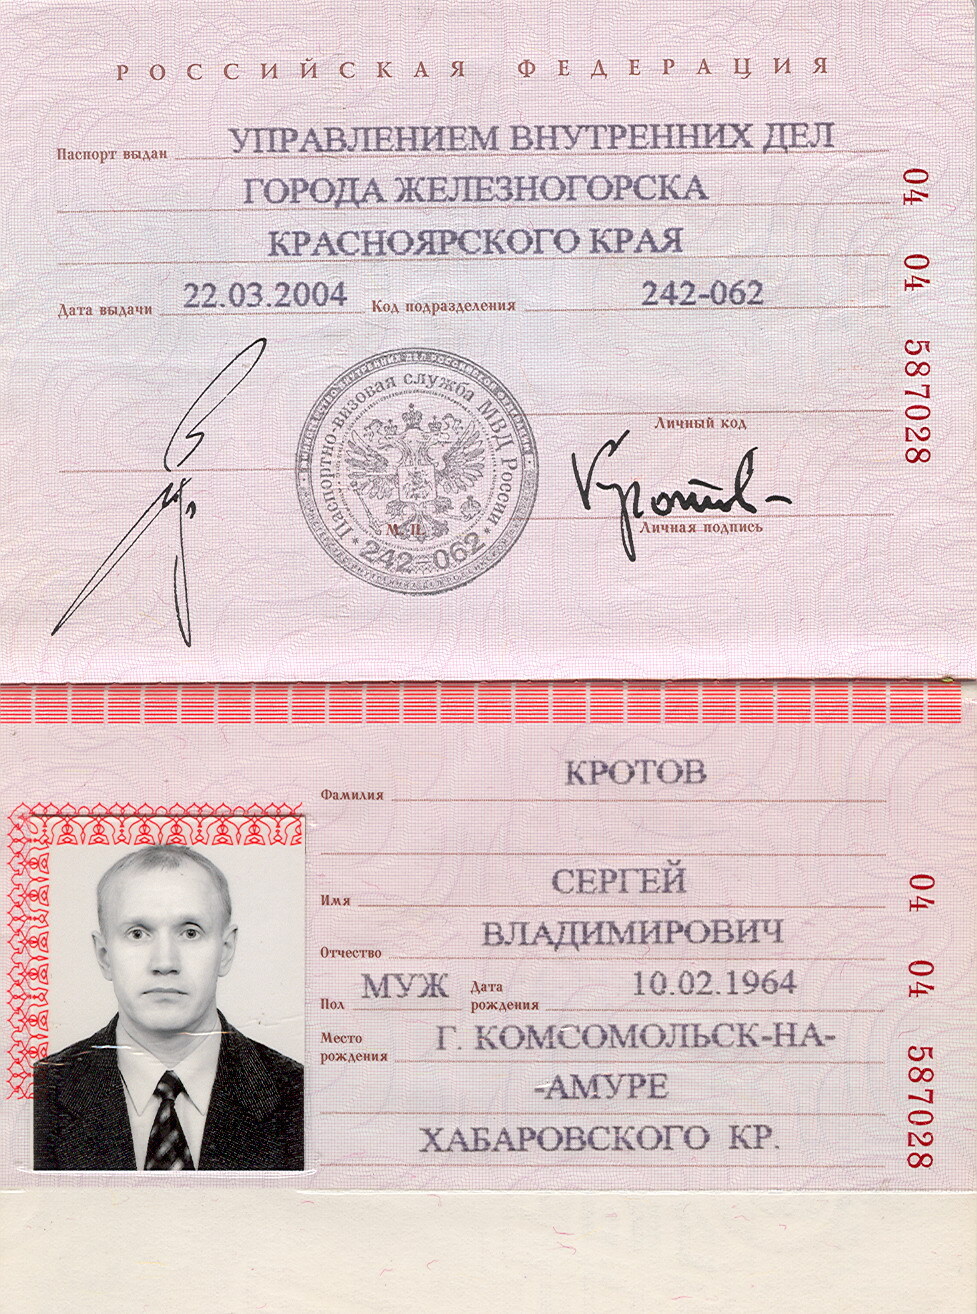 РОССИЙСКАЯ ФЕДЕРАЦИЯ
Паспорт выдан УПРАВЛЕНИЕМ ВНУТРЕННИХ ДЕЛ
ГОРОДА ЖЕЛЕЗНОГОРСКА
КРАСНОЯРСКОГО КРАЯ
Дата выдачи 22.03.2004 Код подразделения 242-062
04 04 587028
Паспортно-визовая служба МВД России
М. П.
* 242-062 *
Личный код
Кротов
Личная подпись
Фамилия КРОТОВ
Имя СЕРГЕЙ
Отчество ВЛАДИМИРОВИЧ
Пол МУЖ Дата рождения 10.02.1964
Место рождения Г. КОМСОМОЛЬСК-НА-
-АМУРЕ
ХАБАРОВСКОГО КР.
04 04 587028